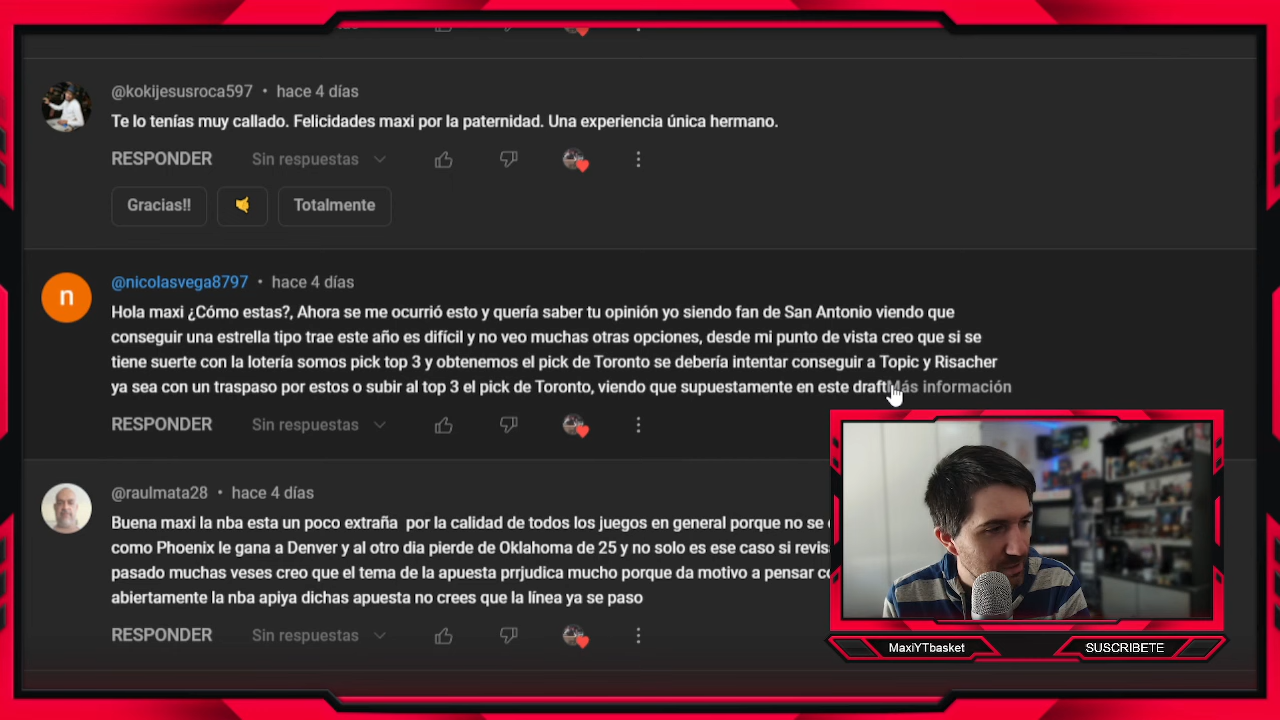 @kokijesusroca597 • hace 4 días
Te lo tenías muy callado. Felicidades maxi por la paternidad. Una experiencia única hermano.
RESPONDER Sin respuestas
Gracias!! 🤙 Totalmente
n
@nicolasvega8797 • hace 4 días
Hola maxi ¿Cómo estas?, Ahora se me ocurrió esto y quería saber tu opinión yo siendo fan de San Antonio viendo que
conseguir una estrella tipo trae este año es difícil y no veo muchas otras opciones, desde mi punto de vista creo que si se
tiene suerte con la lotería somos pick top 3 y obtenemos el pick de Toronto se debería intentar conseguir a Topic y Risacher
ya sea con un traspaso por estos o subir al top 3 el pick de Toronto, viendo que supuestamente en este draft Más información
RESPONDER Sin respuestas
@raulmata28 • hace 4 días
Buena maxi la nba esta un poco extraña por la calidad de todos los juegos en general porque no se
como Phoenix le gana a Denver y al otro dia pierde de Oklahoma de 25 y no solo es ese caso si
pasado muchas veses creo que el tema de la apuesta prrjudica mucho porque da motivo a pensar
abiertamente la nba apiya dichas apuesta no crees que la línea ya se paso
RESPONDER Sin respuestas
MaxiYTbasket
SUSCRIBETE